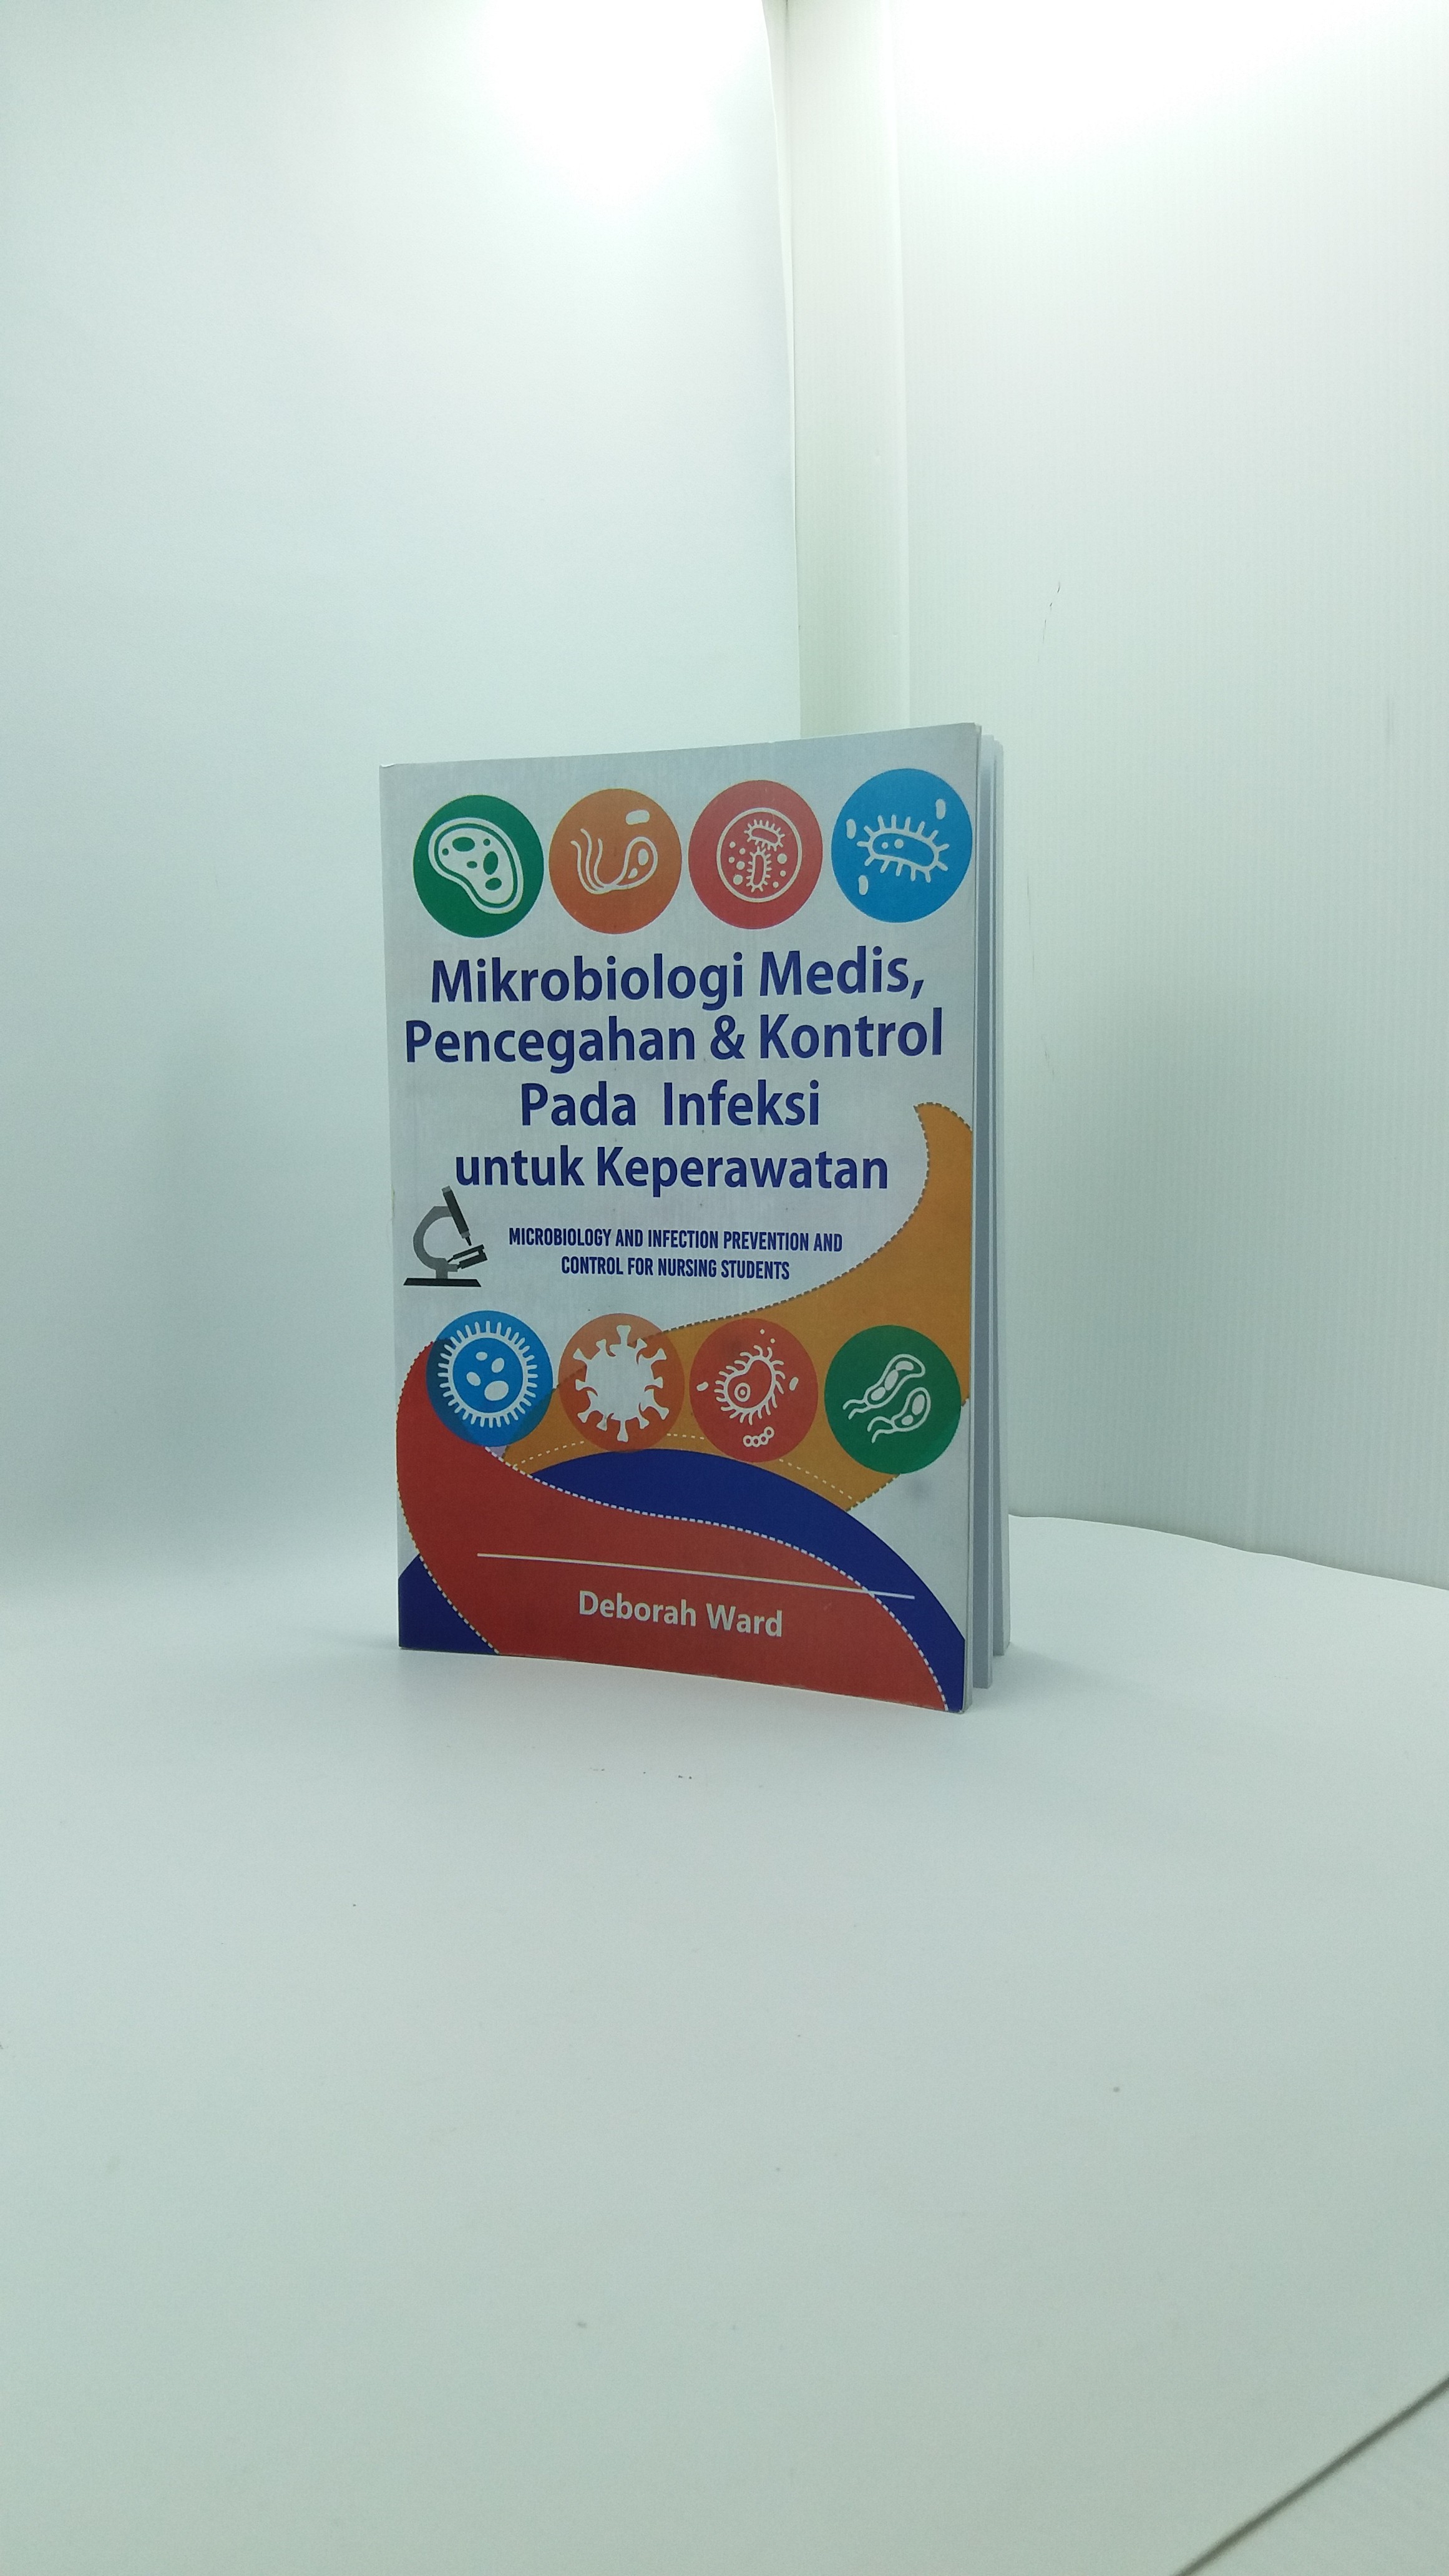 Mikrobiologi Medis,
Pencegahan & Kontrol
Pada Infeksi
untuk Keperawatan
MICROBIOLOGY AND INFECTION PREVENTION AND
CONTROL FOR NURSING STUDENTS
Deborah Ward